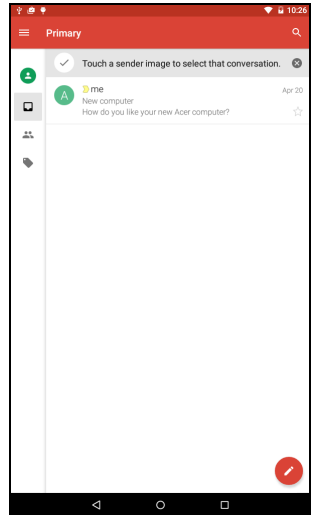 10:26
Primary
Touch a sender image to select that conversation.
A
me
Apr 20
New computer
How do you like your new Acer computer?